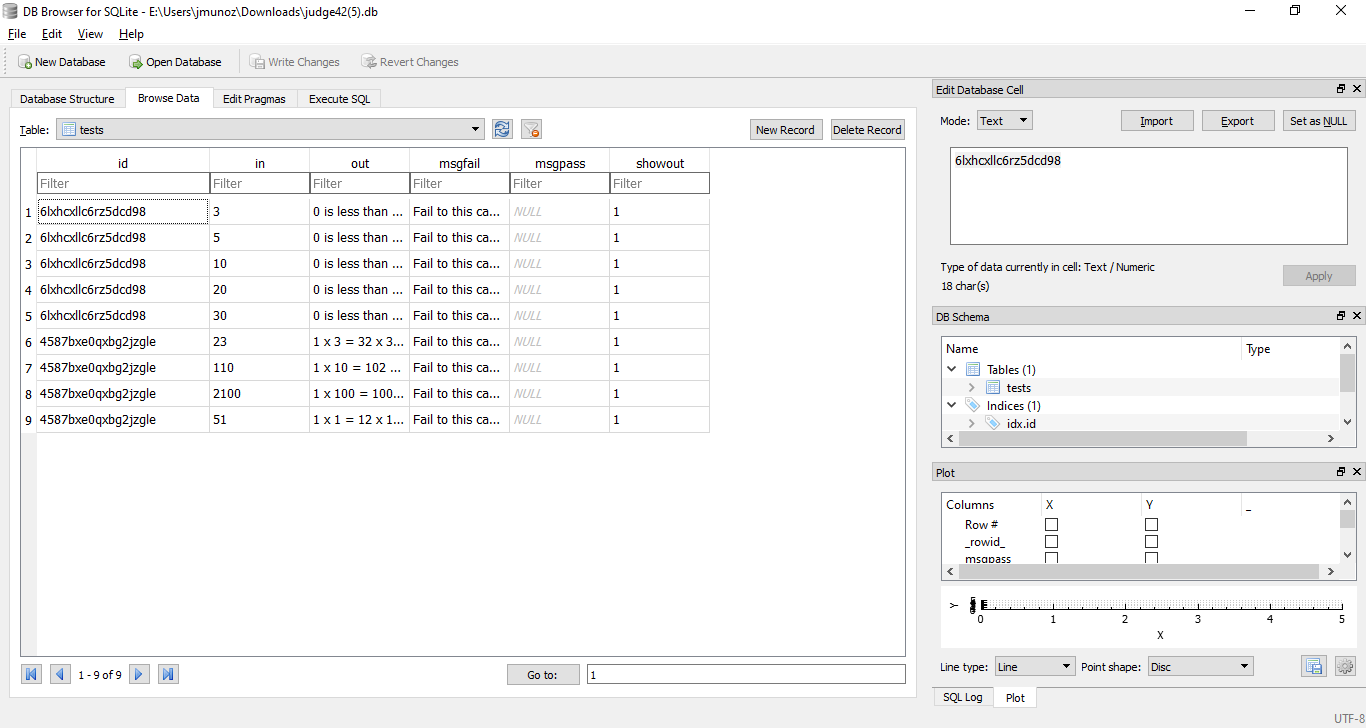 DB Browser for SQLite - E:\Users\jmunoz\Downloads\judge42(5).db
File Edit View Help
New Database Open Database Write Changes Revert Changes
Database Structure Browse Data Edit Pragmas Execute SQL
Table: tests New Record Delete Record
id in out msgfail msgpass showout
Filter Filter Filter Filter Filter Filter
1 6lxhcxllc6rz5dcd98 3 0 is less than ... Fail to this ca... NULL 1
2 6lxhcxllc6rz5dcd98 5 0 is less than ... Fail to this ca... NULL 1
3 6lxhcxllc6rz5dcd98 10 0 is less than ... Fail to this ca... NULL 1
4 6lxhcxllc6rz5dcd98 20 0 is less than ... Fail to this ca... NULL 1
5 6lxhcxllc6rz5dcd98 30 0 is less than ... Fail to this ca... NULL 1
6 4587bxe0qxbg2jzgle 23 1 x 3 = 32 x 3... Fail to this ca... NULL 1
7 4587bxe0qxbg2jzgle 110 1 x 10 = 102 ... Fail to this ca... NULL 1
8 4587bxe0qxbg2jzgle 2100 1 x 100 = 100... Fail to this ca... NULL 1
9 4587bxe0qxbg2jzgle 51 1 x 1 = 12 x 1... Fail to this ca... NULL 1
1 - 9 of 9 Go to: 1
Edit Database Cell
Mode: Text Import Export Set as NULL
6lxhcxllc6rz5dcd98
Type of data currently in cell: Text / Numeric
18 char(s)
Apply
DB Schema
Name Type
Tables (1)
tests
Indices (1)
idx.id
Plot
Columns X Y _
Row #
_rowid_
msgpass
Y
0 1 2 3 4 5
X
Line type: Line Point shape: Disc
SQL Log Plot
UTF-8